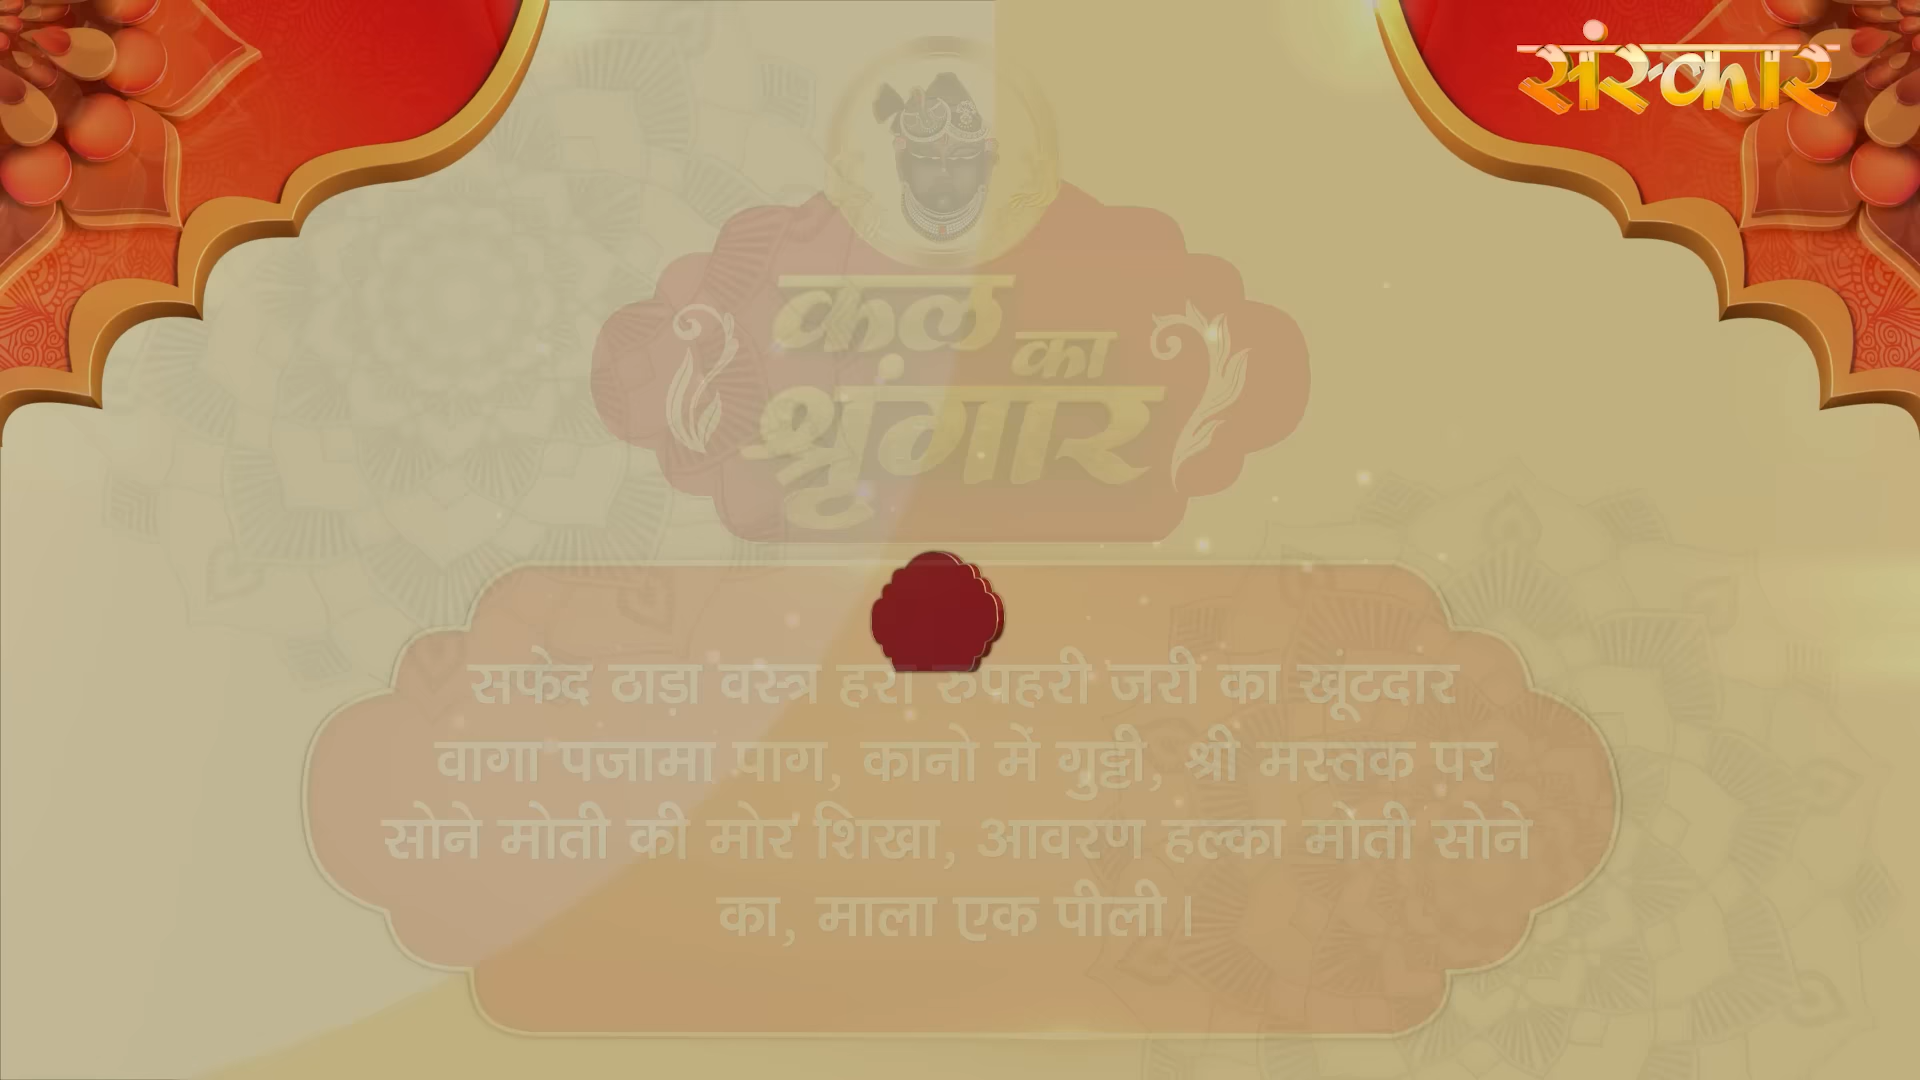 संस्कार
कल का
श्रुंगार
सफेद ठाड़ा वस्त्र हरा रुपहरी जरी का खूटदार
वागा पजामा पाग, कानो में गुट्टी, श्री मस्तक पर
सोने मोती की मोर शिखा, आवरण हल्का मोती सोने
का, माला एक पीली।